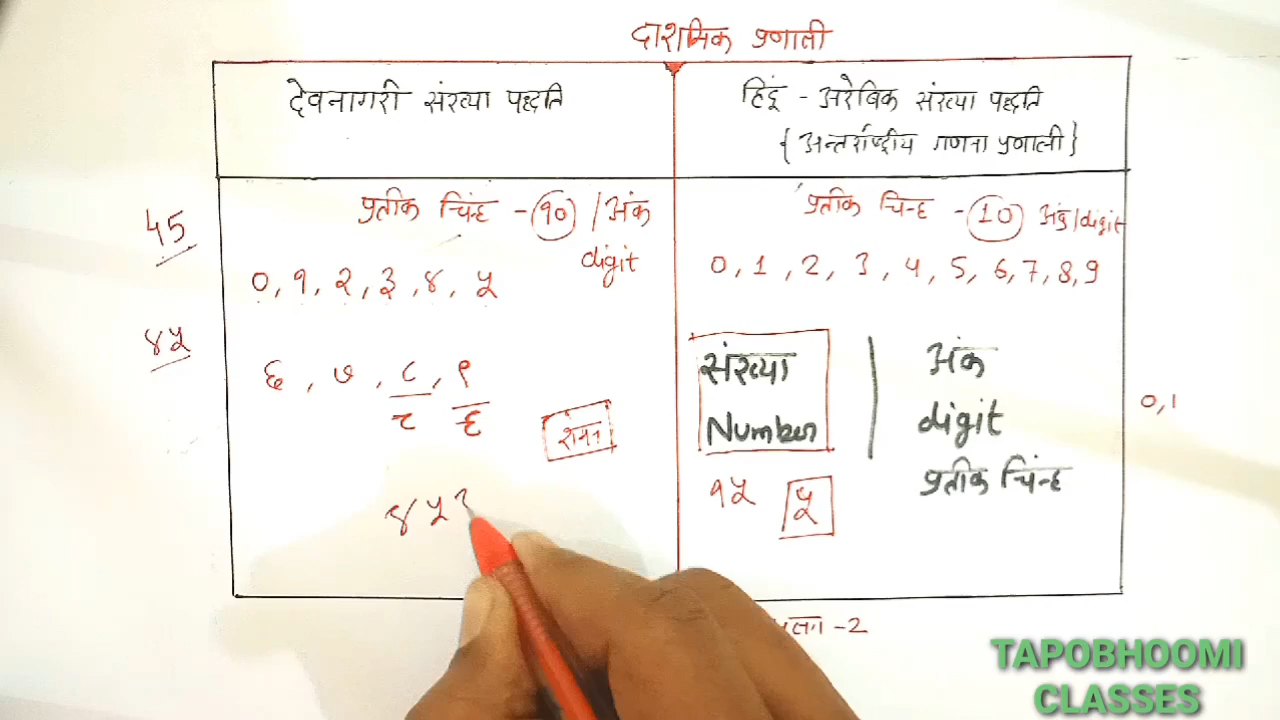 दाशमिक प्रणाली
देवनागरी संख्या पद्धति
हिंदू - अरेबिक संख्या पद्धति
{अन्तर्राष्ट्रीय गणना प्रणाली}
45
प्रतीक चिंन्ह - १० / अंक
digit
०, १, २, ३, ४, ५
४५
६, ७, ८, ९
शून्य
४५
प्रतीक चिन्ह - 10 अंक/digit
0, 1, 2, 3, 4, 5, 6, 7, 8, 9
संख्या
Number
अंक
digit
प्रतीक चिंन्ह
१५ ५
0, 1
-2
TAPOBHOOMI
CLASSES